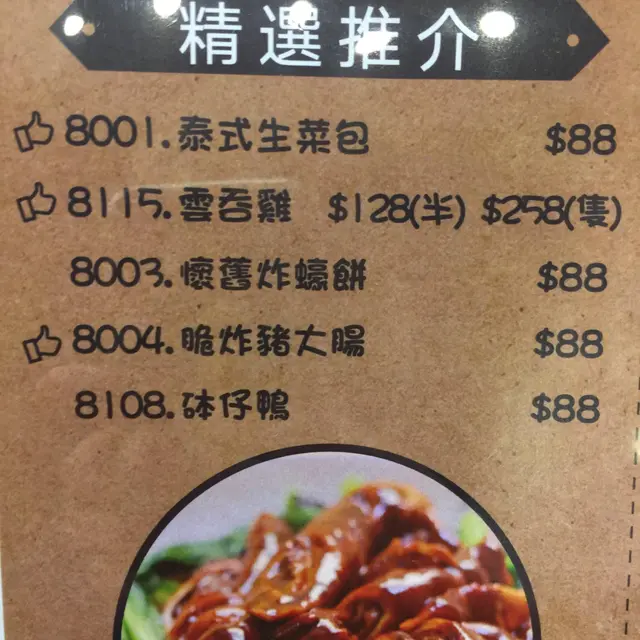 精選推介
8001.泰式生菜包 $88
8115.雲吞雞 $128(半) $258(隻)
8003.懷舊炸蠔餅 $88
8004.脆炸豬大腸 $88
8108.砵仔鴨 $88